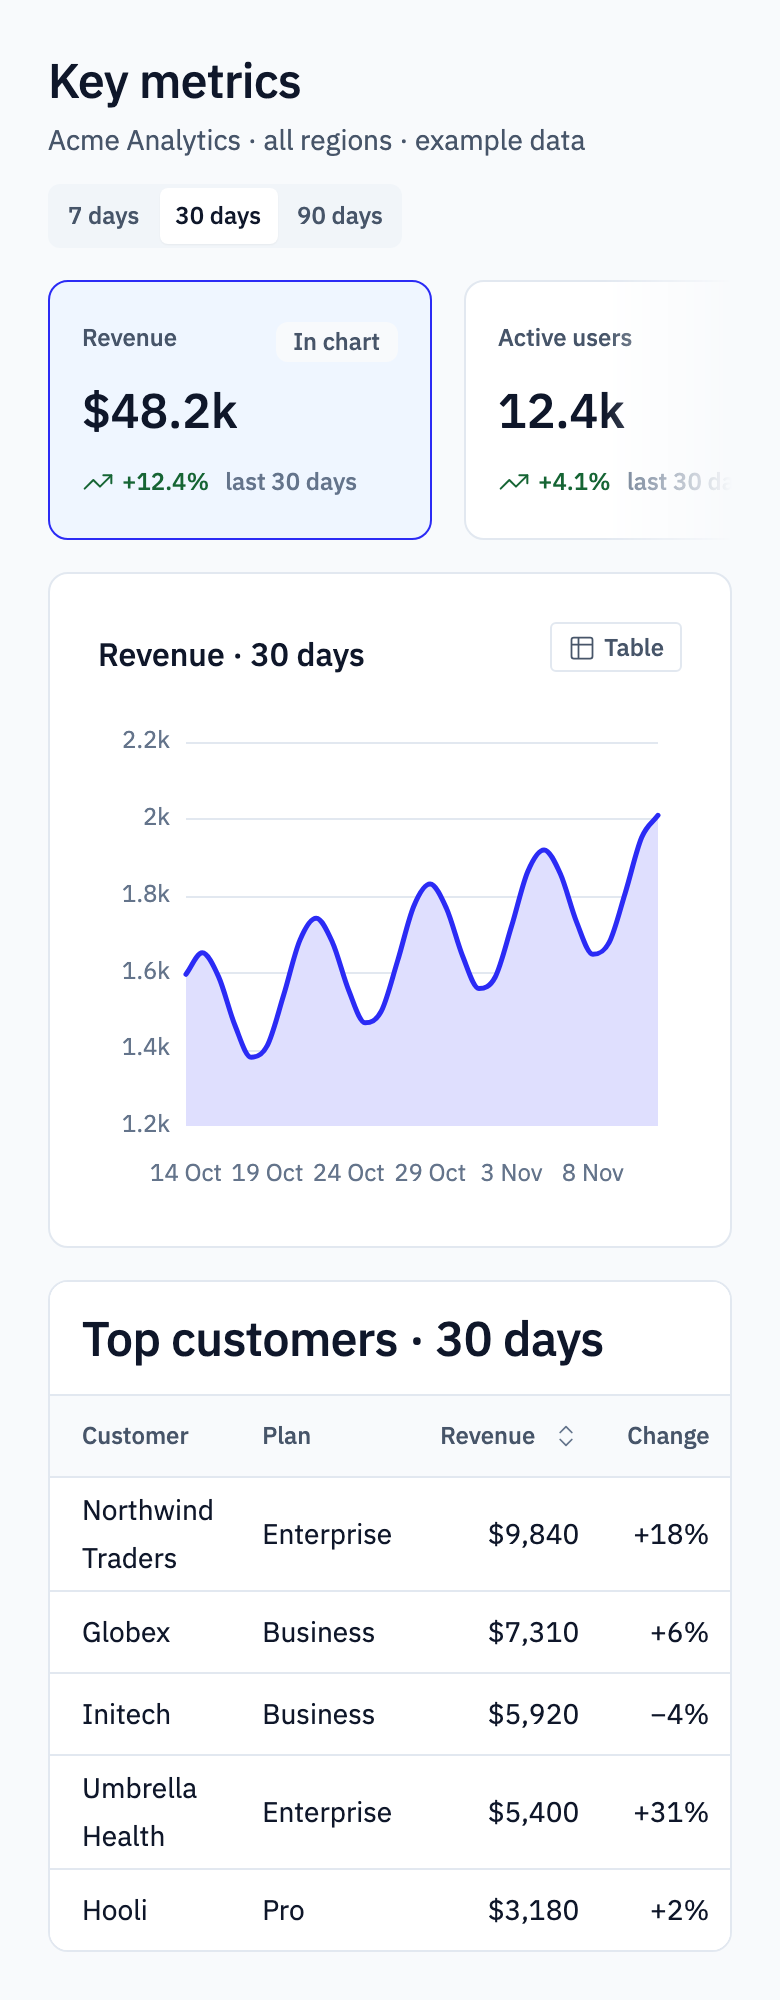 Key metrics
Acme Analytics · all regions · example data
7 days 30 days 90 days
Revenue In chart
$48.2k
+12.4% last 30 days
Active users
12.4k
+4.1% last 30 da
Revenue · 30 days
Table
2.2k
2k
1.8k
1.6k
1.4k
1.2k
14 Oct 19 Oct 24 Oct 29 Oct 3 Nov 8 Nov
Top customers · 30 days
Customer Plan Revenue Change
Northwind
Traders Enterprise $9,840 +18%
Globex Business $7,310 +6%
Initech Business $5,920 −4%
Umbrella
Health Enterprise $5,400 +31%
Hooli Pro $3,180 +2%